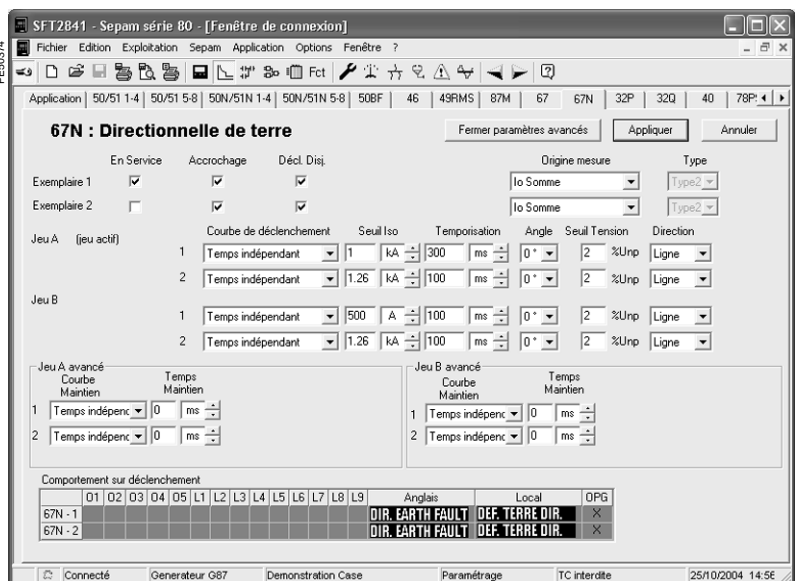 PE50374
SFT2841 - Sepam série 80 - [Fenêtre de connexion]
Fichier Edition Exploitation Sepam Application Options Fenêtre ?
Fct
Application 50/51 1-4 50/51 5-8 50N/51N 1-4 50N/51N 5-8 50BF 46 49RMS 87M 67 67N 32P 32Q 40 78P
67N : Directionnelle de terre
Fermer paramètres avancés Appliquer Annuler
En Service Accrochage Décl. Disj. Origine mesure Type
Exemplaire 1 Io Somme Type2
Exemplaire 2 Io Somme Type2
Jeu A (jeu actif) Courbe de déclenchement Seuil Iso Temporisation Angle Seuil Tension Direction
1 Temps indépendant 1 kA 300 ms 0° 2 %Unp Ligne
2 Temps indépendant 1.26 kA 100 ms 0° 2 %Unp Ligne
Jeu B
1 Temps indépendant 500 A 100 ms 0° 2 %Unp Ligne
2 Temps indépendant 1.26 kA 100 ms 0° 2 %Unp Ligne
Jeu A avancé
Courbe Maintien Temps Maintien
1 Temps indépenc 0 ms
2 Temps indépenc 0 ms
Jeu B avancé
Courbe Maintien Temps Maintien
1 Temps indépenc 0 ms
2 Temps indépenc 0 ms
Comportement sur déclenchement
O1 O2 O3 O4 O5 L1 L2 L3 L4 L5 L6 L7 L8 L9 Anglais Local OPG
67N - 1 DIR. EARTH FAULT DEF. TERRE DIR. X
67N - 2 DIR. EARTH FAULT DEF. TERRE DIR. X
Connecté Generateur G87 Demonstration Case Paramétrage TC interdite 25/10/2004 14:56